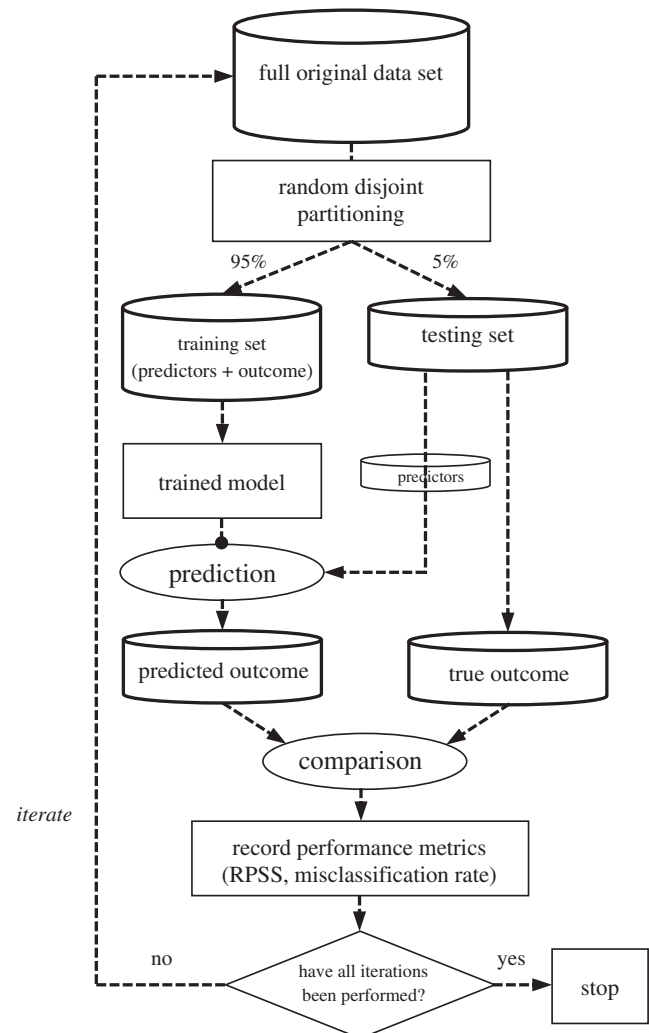 full original data set
random disjoint
partitioning
95%
5%
training set
(predictors + outcome)
testing set
trained model
predictors
prediction
predicted outcome
true outcome
comparison
iterate
record performance metrics
(RPSS, misclassification rate)
no
have all iterations
been performed?
yes
stop